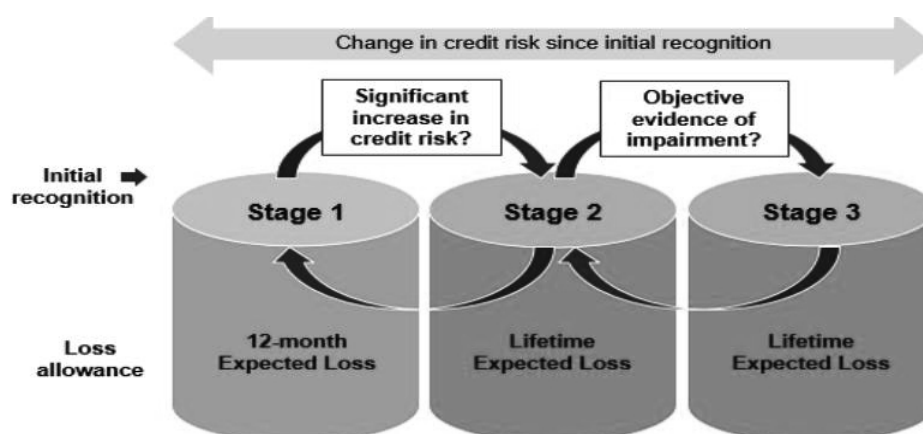 Change in credit risk since initial recognition
Significant
increase in
credit risk?
Objective
evidence of
impairment?
Initial
recognition
Stage 1
Stage 2
Stage 3
Loss
allowance
12-month
Expected Loss
Lifetime
Expected Loss
Lifetime
Expected Loss